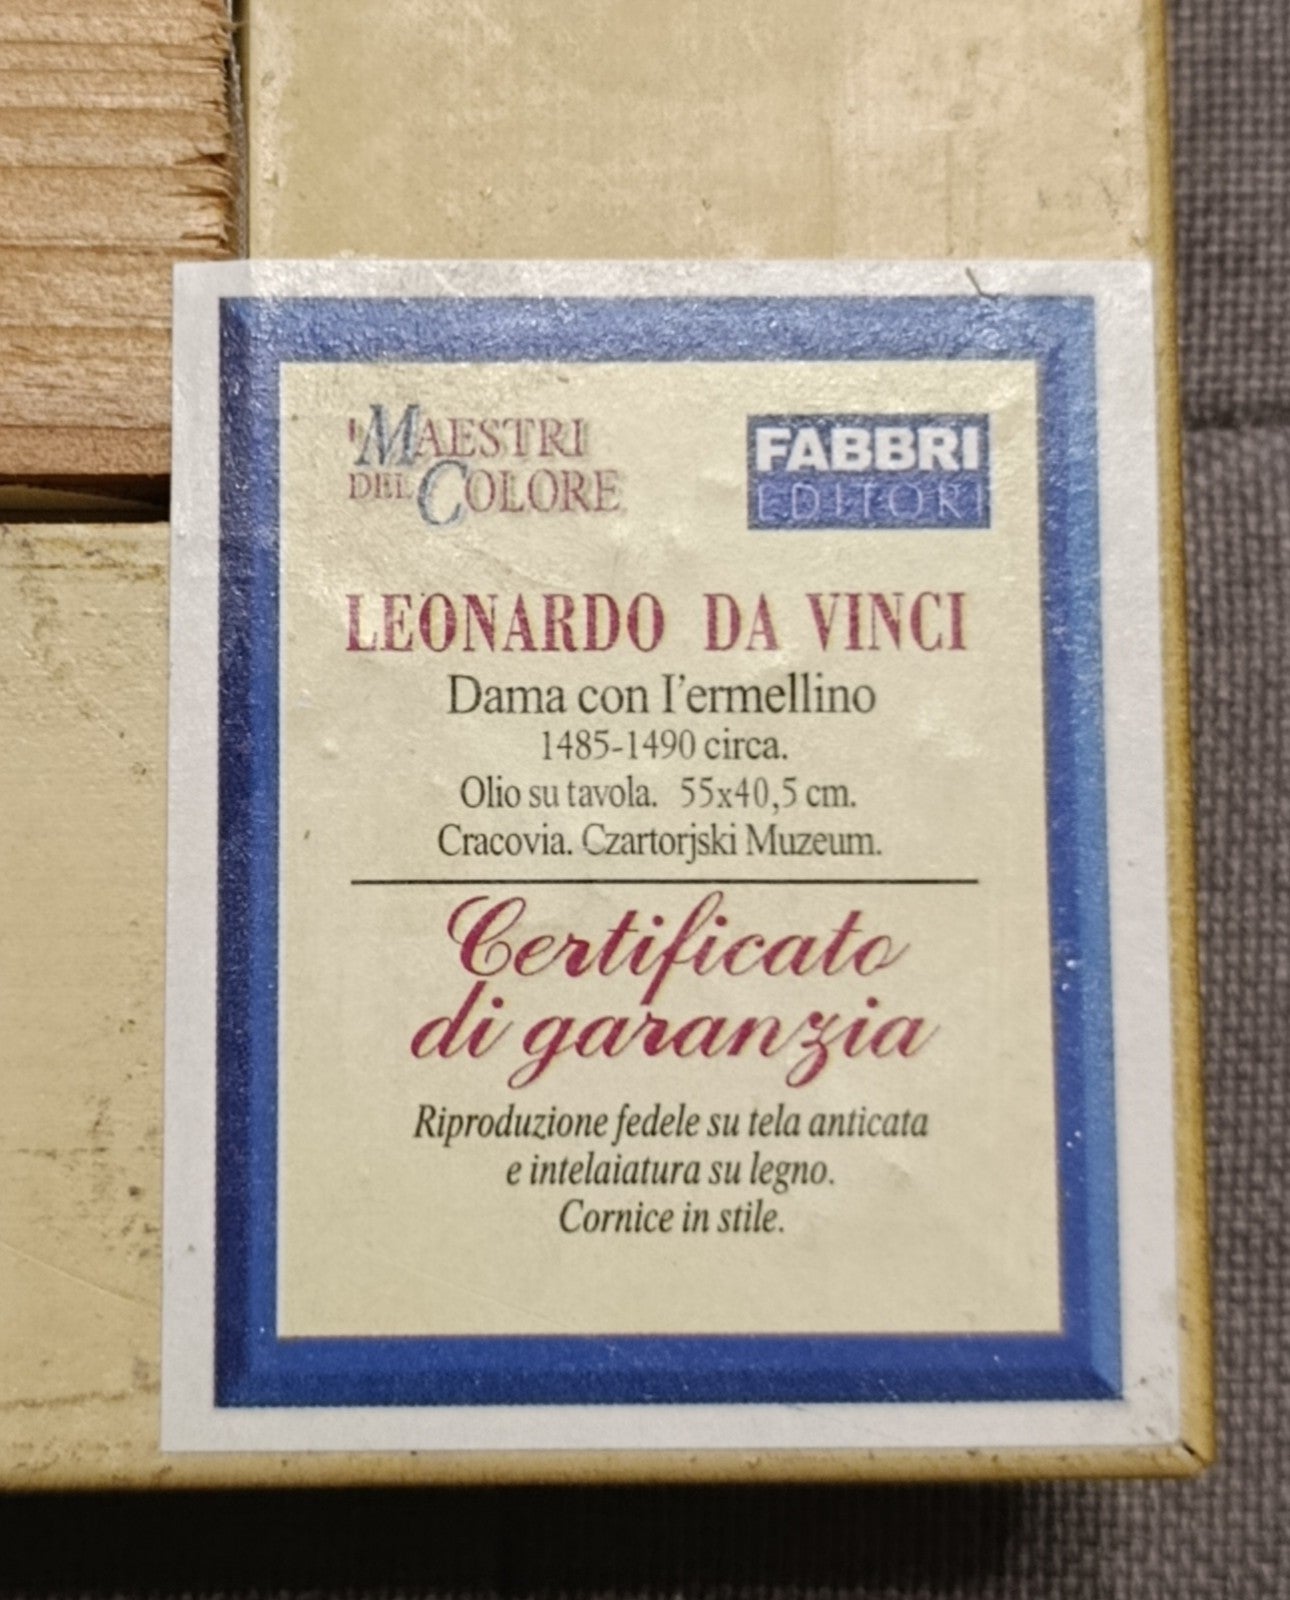 I MAESTRI
DEL COLORE
FABBRI
EDITORI
LEONARDO DA VINCI
Dama con l'ermellino
1485-1490 circa.
Olio su tavola. 55x40,5 cm.
Cracovia. Czartorjski Muzeum.
Certificato
di garanzia
Riproduzione fedele su tela anticata
e intelaiatura su legno.
Cornice in stile.